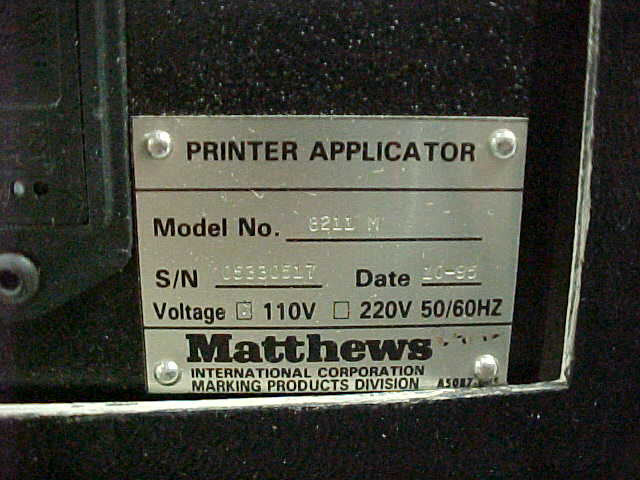 PRINTER APPLICATOR
Model No. 8211 M
S/N 05330517 Date 10-95
Voltage 110V 220V 50/60HZ
Matthews
INTERNATIONAL CORPORATION
MARKING PRODUCTS DIVISION